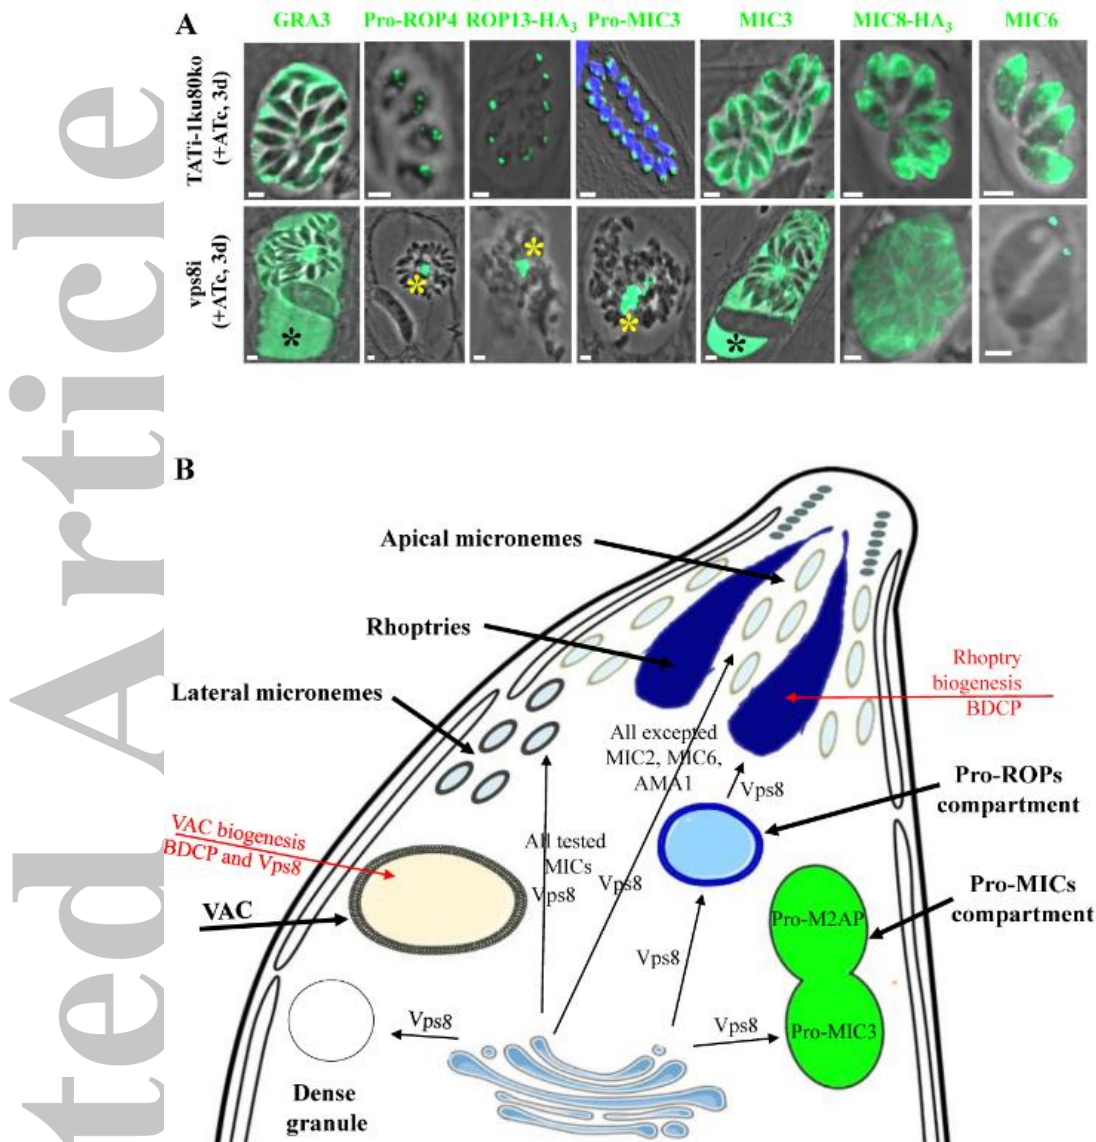 ted Article
A
GRA3 Pro-ROP4 ROP13-HA3 Pro-MIC3 MIC3 MIC8-HA3 MIC6
TATi-1ku80ko
(+ATc, 3d)
vps8i
(+ATc, 3d)
*
*
*
*
*
B
Apical micronemes
Rhoptries
Lateral micronemes
Rhoptry
biogenesis
BDCP
All excepted
MIC2, MIC6,
AMA1
Vps8
Pro-ROPs
compartment
VAC biogenesis
BDCP and Vps8
All tested
MICs
Vps8
Vps8
VAC
Pro-MICs
compartment
Pro-M2AP
Vps8
Pro-MIC3
Vps8
Vps8
Dense
granule